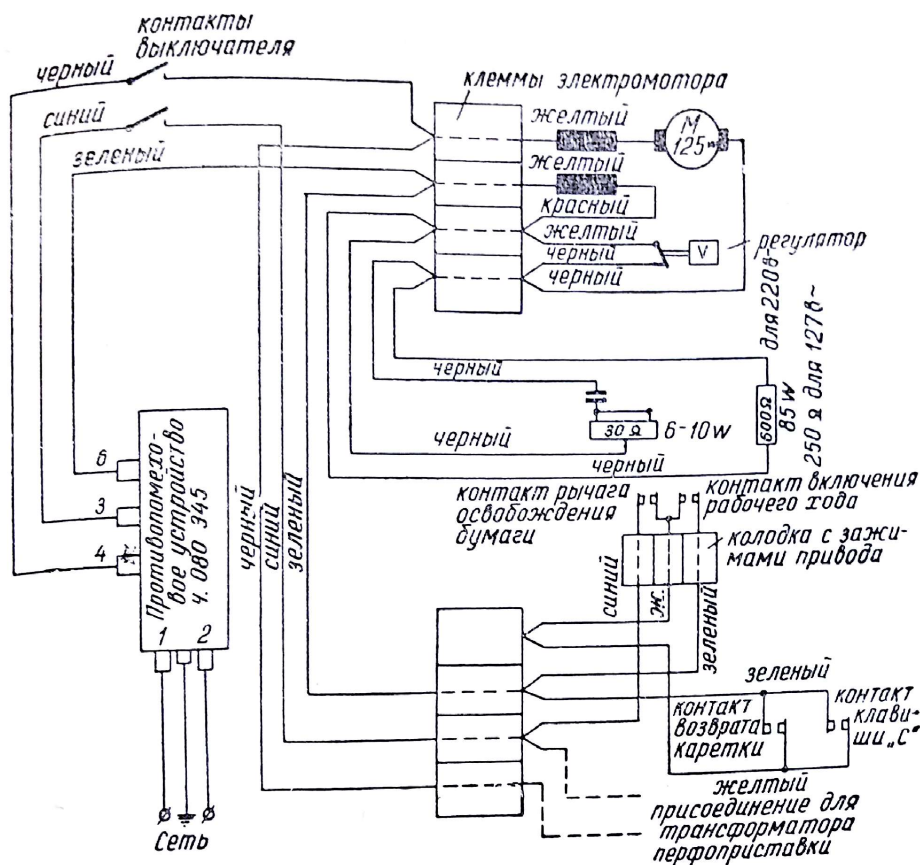 контакты
выключателя
черный
синий
зеленый
клеммы электромотора
желтый
М
125w
желтый
красный
желтый
черный
черный
V
регулятор
для 220в~
250 Ω для 127в~
черный
30 Ω
6-10w
600Ω
85w
черный
черный
6
3
4
Противопомехо-
вое устройство
ч. 080 345
1
2
Сеть
черный
синий
зеленый
контакт рычага
освобождения
бумаги
контакт включения
рабочего хода
колодка с зажи-
мами привода
синий
ж.
зеленый
зеленый
контакт
возврата
каретки
контакт
клави-
ши „С“
желтый
присоединение для
трансформатора
перфоприставки